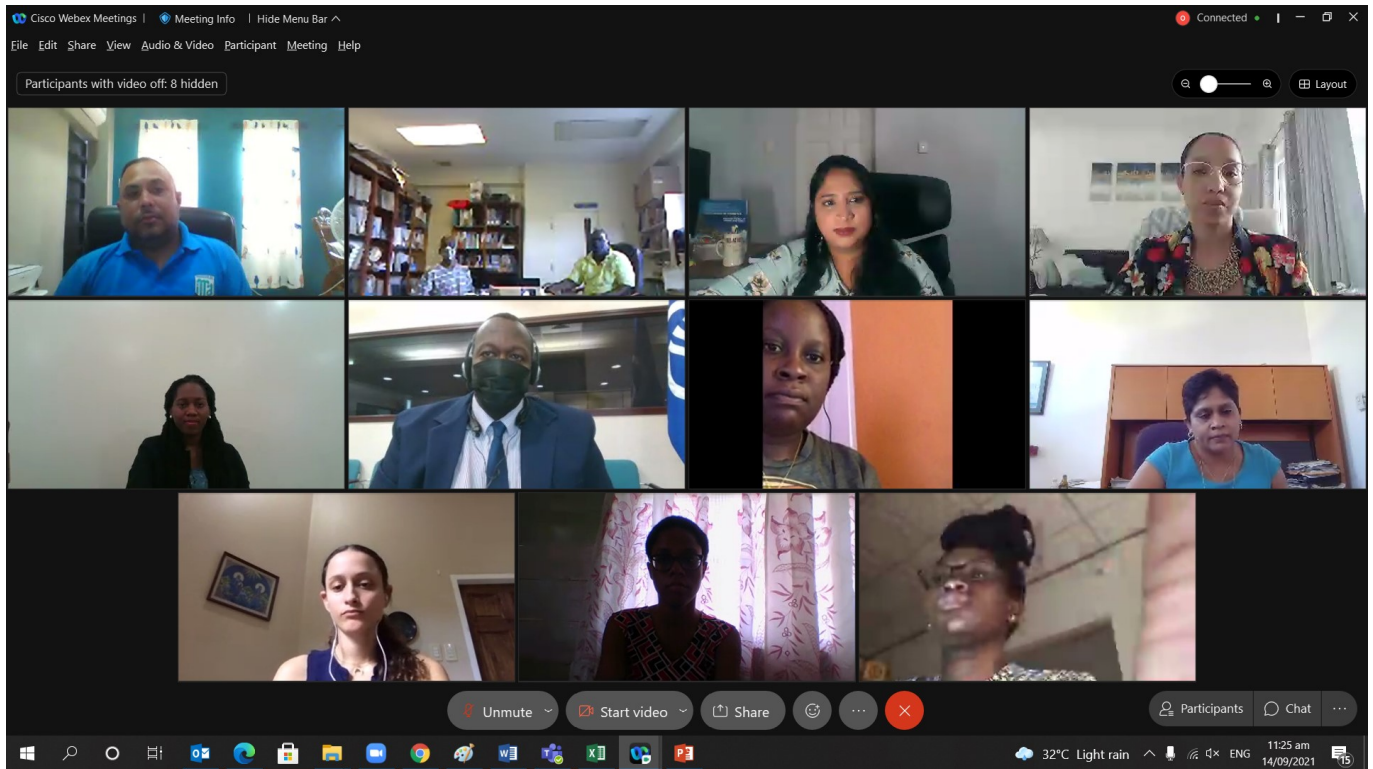 Cisco Webex Meetings | Meeting Info | Hide Menu Bar
Connected
File Edit Share View Audio & Video Participant Meeting Help
Participants with video off: 8 hidden
Layout
Unmute
Start video
Share
Participants
Chat
32°C Light rain
ENG
11:25 am
14/09/2021
15